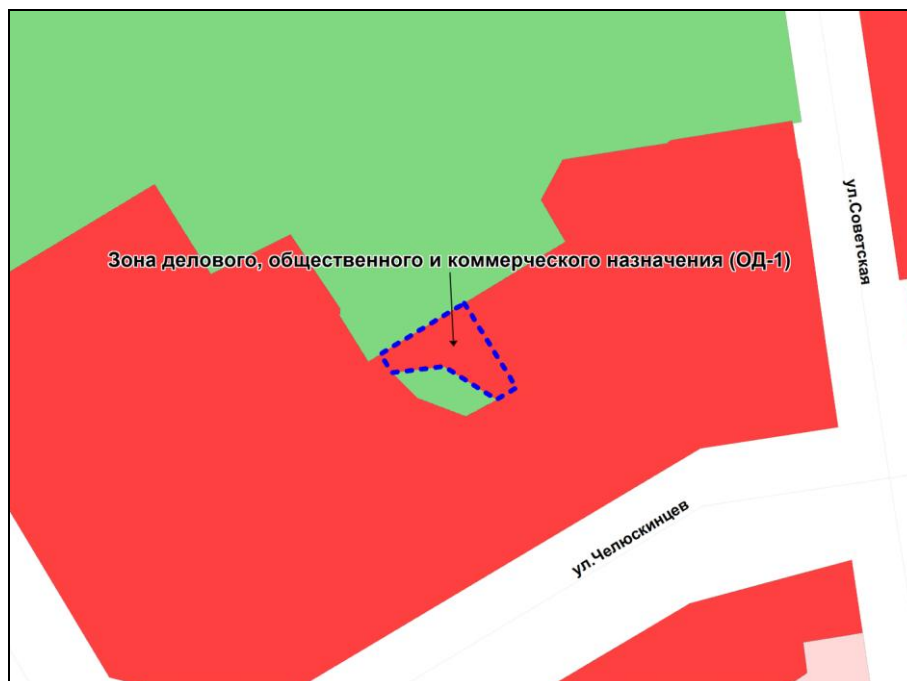 Зона делового, общественного и коммерческого назначения (ОД-1)
ул.Советская
ул.Челюскинцев